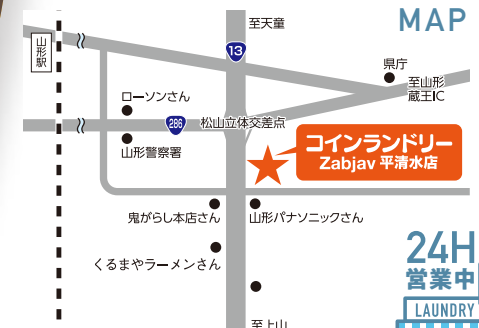 MAP
至天童
13
山形駅
県庁
至山形
蔵王IC
ローソンさん
286
松山立体交差点
山形警察署
コインランドリー
Zabjav 平清水店
鬼がらし本店さん
山形パナソニックさん
くるまやラーメンさん
24H
営業中
LAUNDRY
至上山